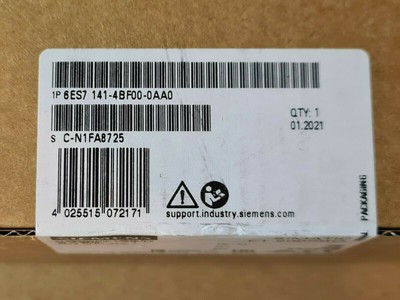 1P 6ES7 141-4BF00-0AA0
QTY: 1
01.2021
S C-N1FA8725
support.industry.siemens.com
4 025515 072171
PACKAGING